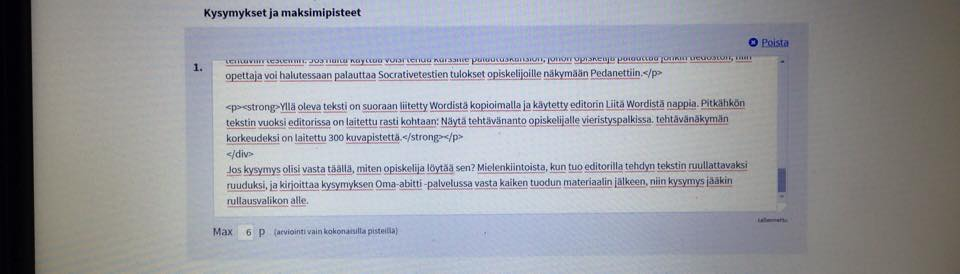 Kysymykset ja maksimipisteet
Poista
1.
opettaja voi halutessaan palauttaa Socrativetestien tulokset opiskelijoille näkymään Pedanettiin.</p>
<p><strong>Yllä oleva teksti on suoraan liitetty Wordistä kopioimalla ja käytetty editorin Liitä Wordistä nappia. Pitkähkön
tekstin vuoksi editorissa on laitettu rasti kohtaan: Näytä tehtävänanto opiskelijalle vieristyspalkissa. tehtävänäkymän
korkeudeksi on laitettu 300 kuvapistettä.</strong></p>
</div>
Jos kysymys olisi vasta täällä, miten opiskelija löytää sen? Mielenkiintoista, kun tuo editorilla tehdyn tekstin ruullattavaksi
ruuduksi, ja kirjoittaa kysymyksen Oma-abitti -palvelussa vasta kaiken tuodun materiaalin jälkeen, niin kysymys jääkin
rullausvalikon alle.
Tallennettu
Max 6 p (arviointi vain kokonaisilla pisteillä)